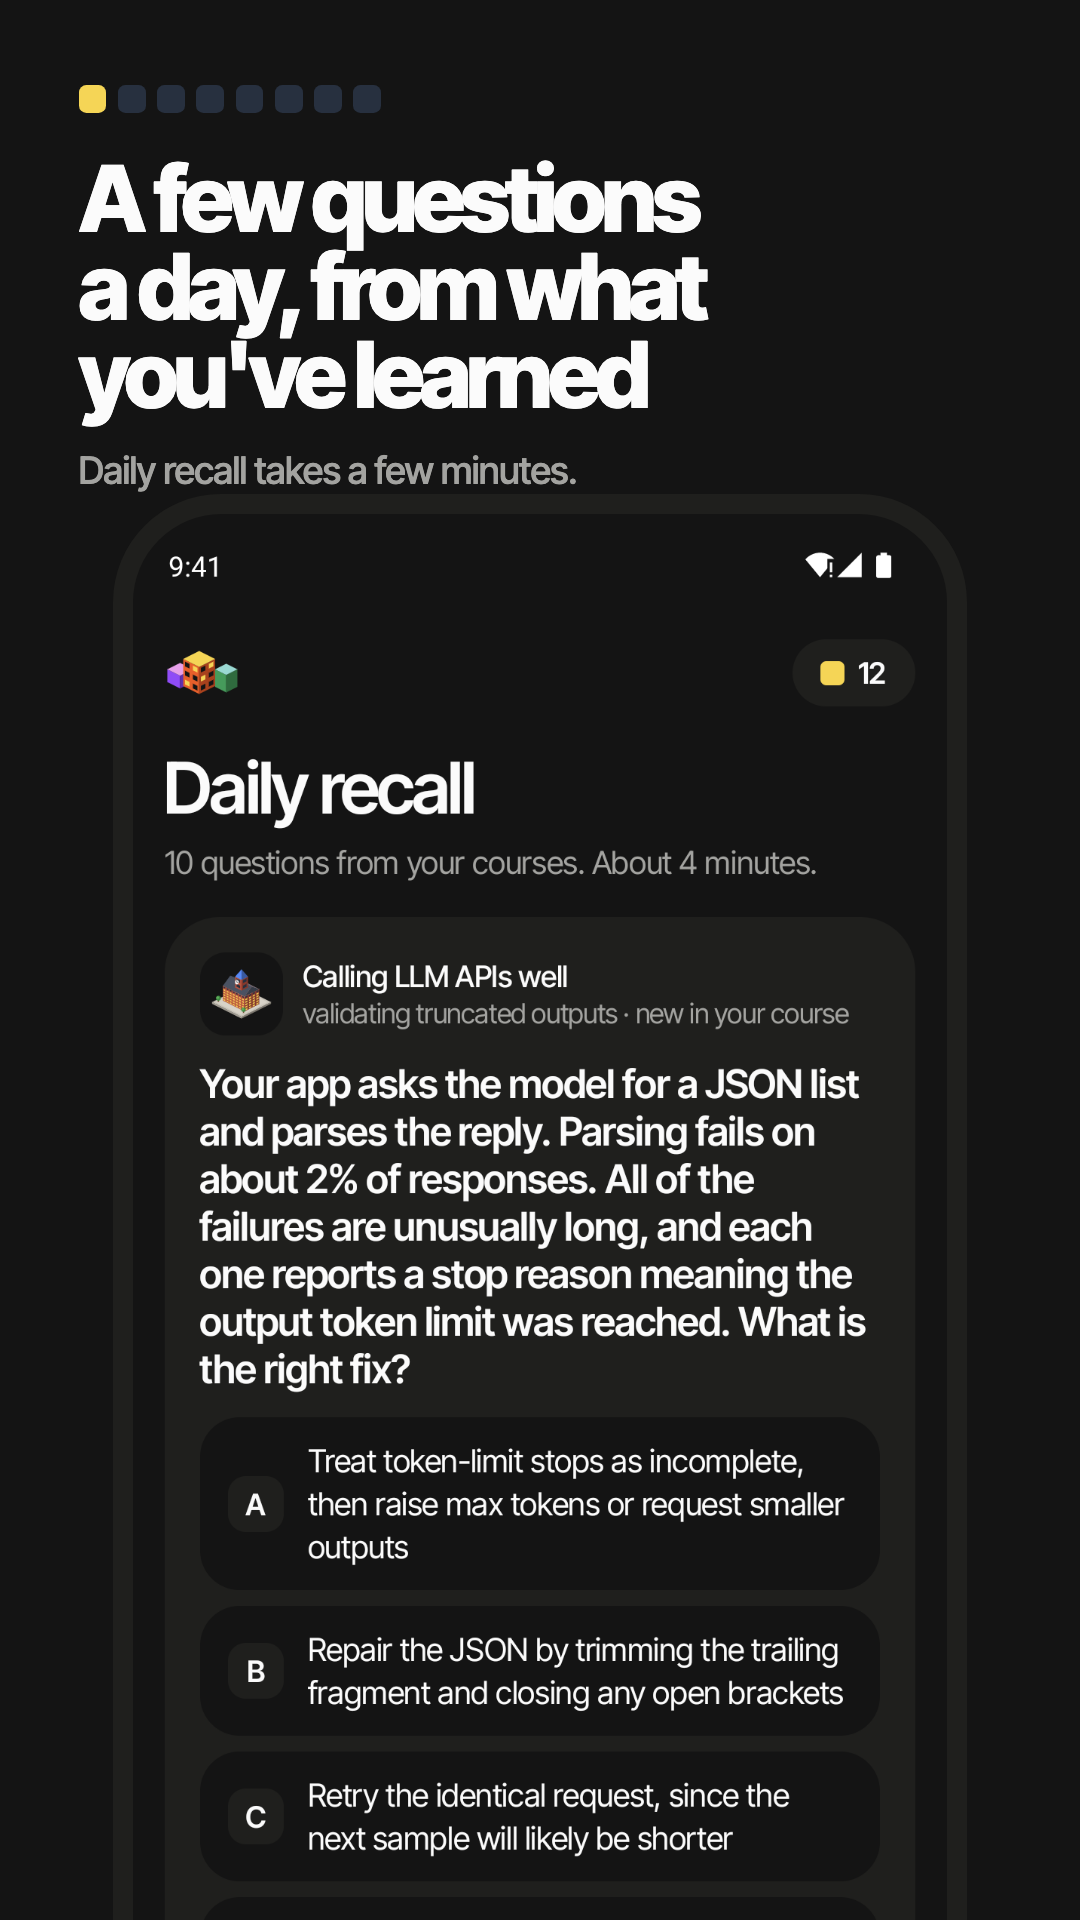 A few questions
a day, from what
you've learned
Daily recall takes a few minutes.
9:41
12
Daily recall
10 questions from your courses. About 4 minutes.
Calling LLM APIs well
validating truncated outputs · new in your course
Your app asks the model for a JSON list
and parses the reply. Parsing fails on
about 2% of responses. All of the
failures are unusually long, and each
one reports a stop reason meaning the
output token limit was reached. What is
the right fix?
A
Treat token-limit stops as incomplete,
then raise max tokens or request smaller
outputs
B
Repair the JSON by trimming the trailing
fragment and closing any open brackets
C
Retry the identical request, since the
next sample will likely be shorter